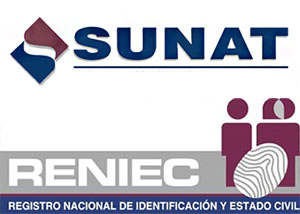 SUNAT
RENIEC
REGISTRO NACIONAL DE IDENTIFICACIÓN Y ESTADO CIVIL